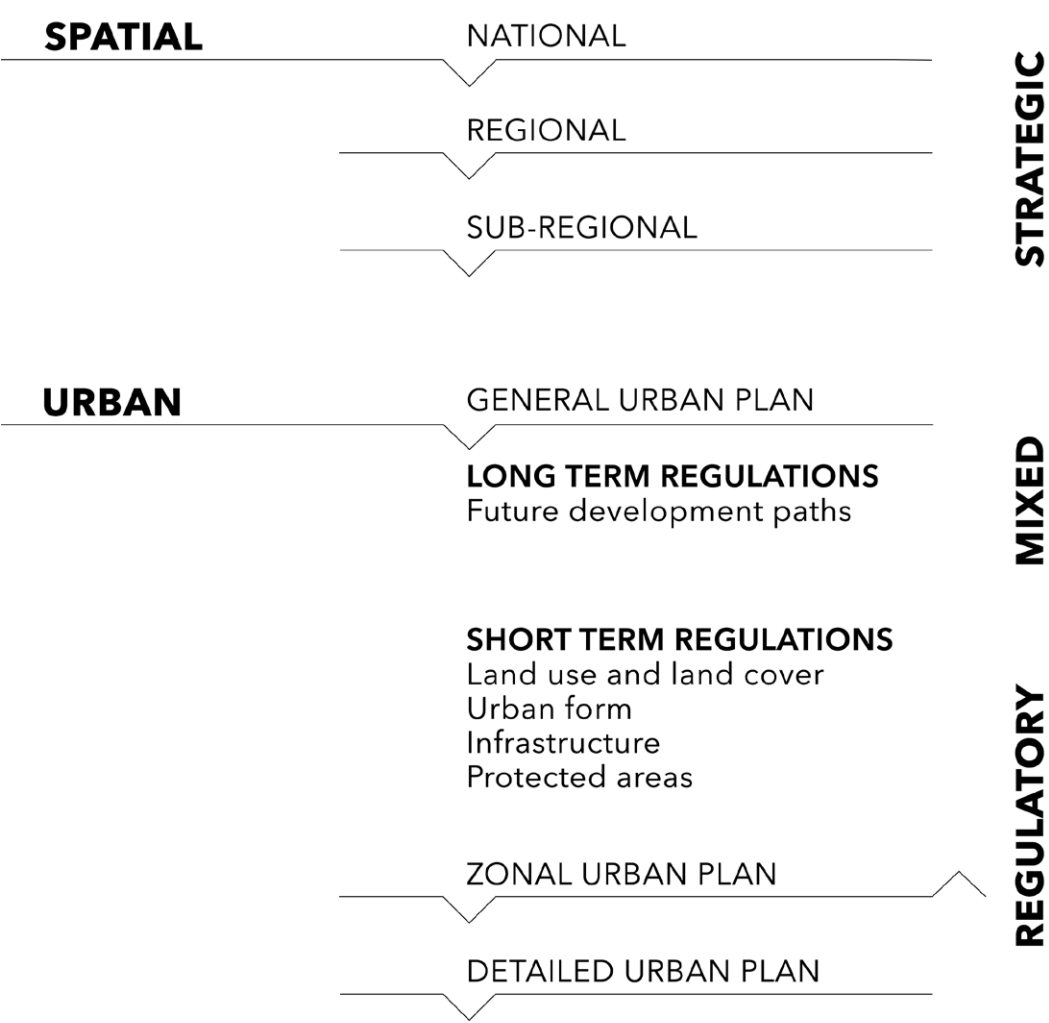 SPATIAL
NATIONAL
REGIONAL
SUB-REGIONAL
STRATEGIC
URBAN
GENERAL URBAN PLAN
LONG TERM REGULATIONS
Future development paths
MIXED
SHORT TERM REGULATIONS
Land use and land cover
Urban form
Infrastructure
Protected areas
ZONAL URBAN PLAN
DETAILED URBAN PLAN
REGULATORY